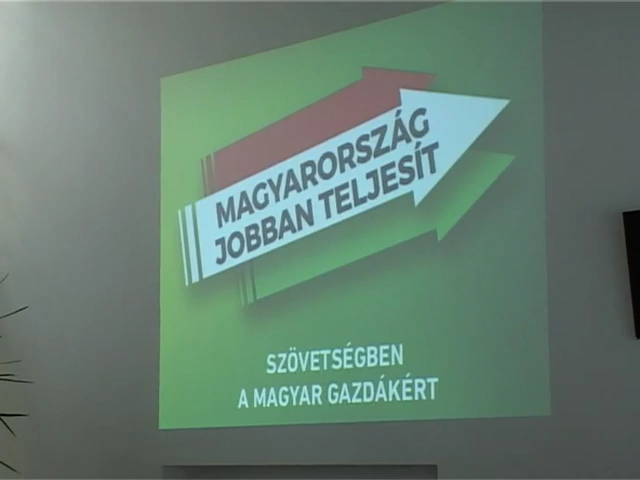 MAGYARORSZÁG
JOBBAN TELJESÍT
SZÖVETSÉGBEN
A MAGYAR GAZDÁKÉRT